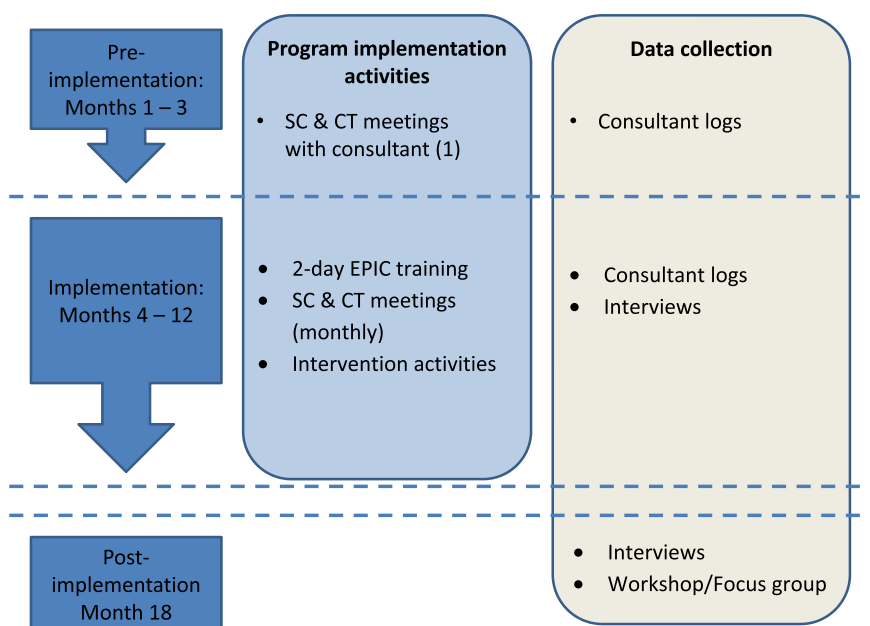 Pre-
implementation:
Months 1 – 3
Program implementation
activities
• SC & CT meetings
with consultant (1)
Data collection
• Consultant logs
Implementation:
Months 4 – 12
● 2-day EPIC training
● SC & CT meetings
(monthly)
● Intervention activities
● Consultant logs
● Interviews
Post-
implementation
Month 18
● Interviews
● Workshop/Focus group